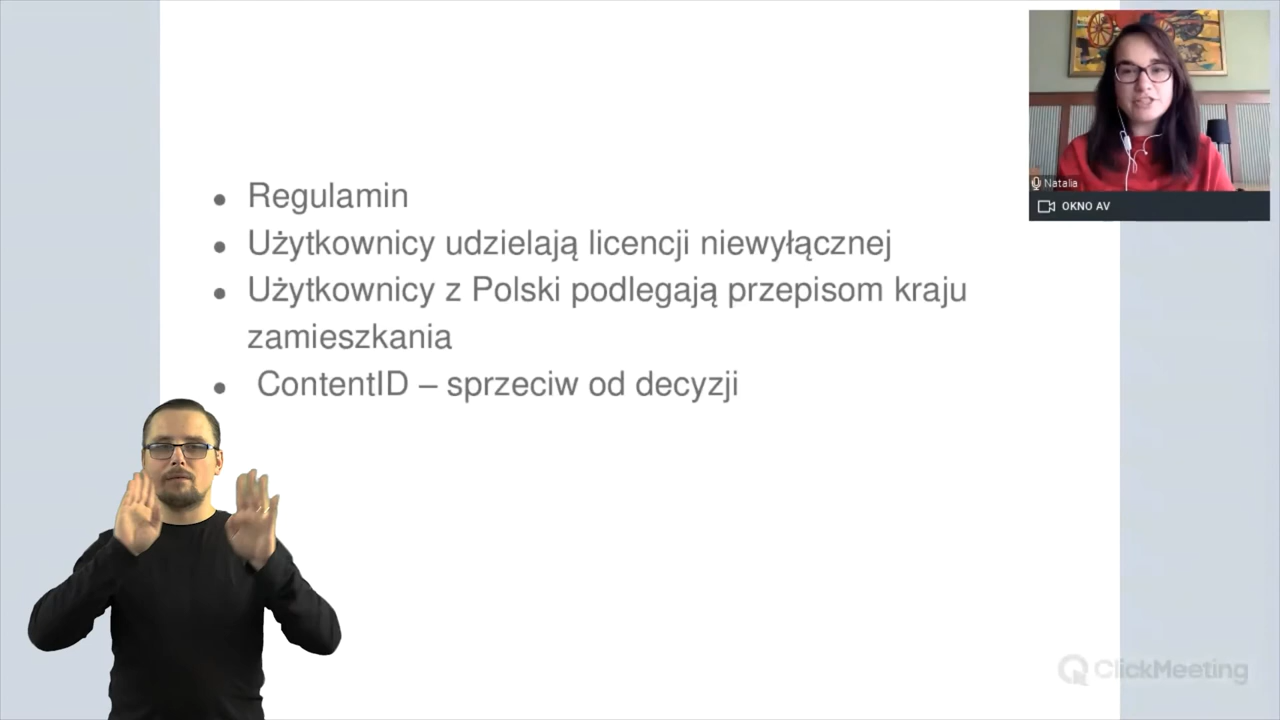 Regulamin
Użytkownicy udzielają licencji niewyłącznej
Użytkownicy z Polski podlegają przepisom kraju
zamieszkania
ContentID – sprzeciw od decyzji
Natalia
OKNO AV
ClickMeeting